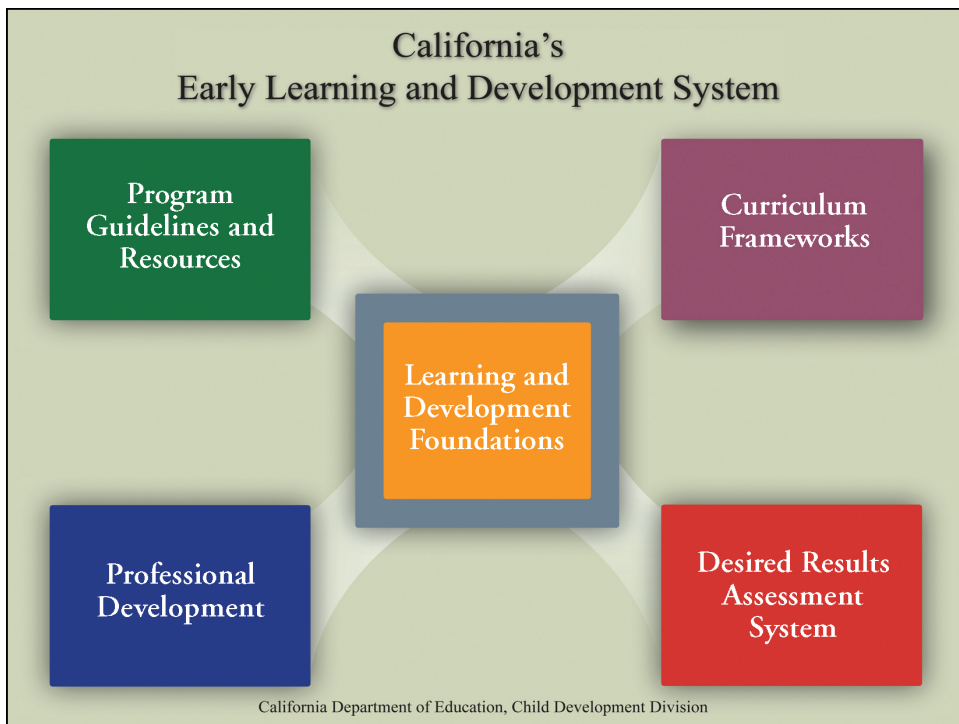 California's
Early Learning and Development System
Program
Guidelines and
Resources
Curriculum
Frameworks
Learning and
Development
Foundations
Professional
Development
Desired Results
Assessment
System
California Department of Education, Child Development Division